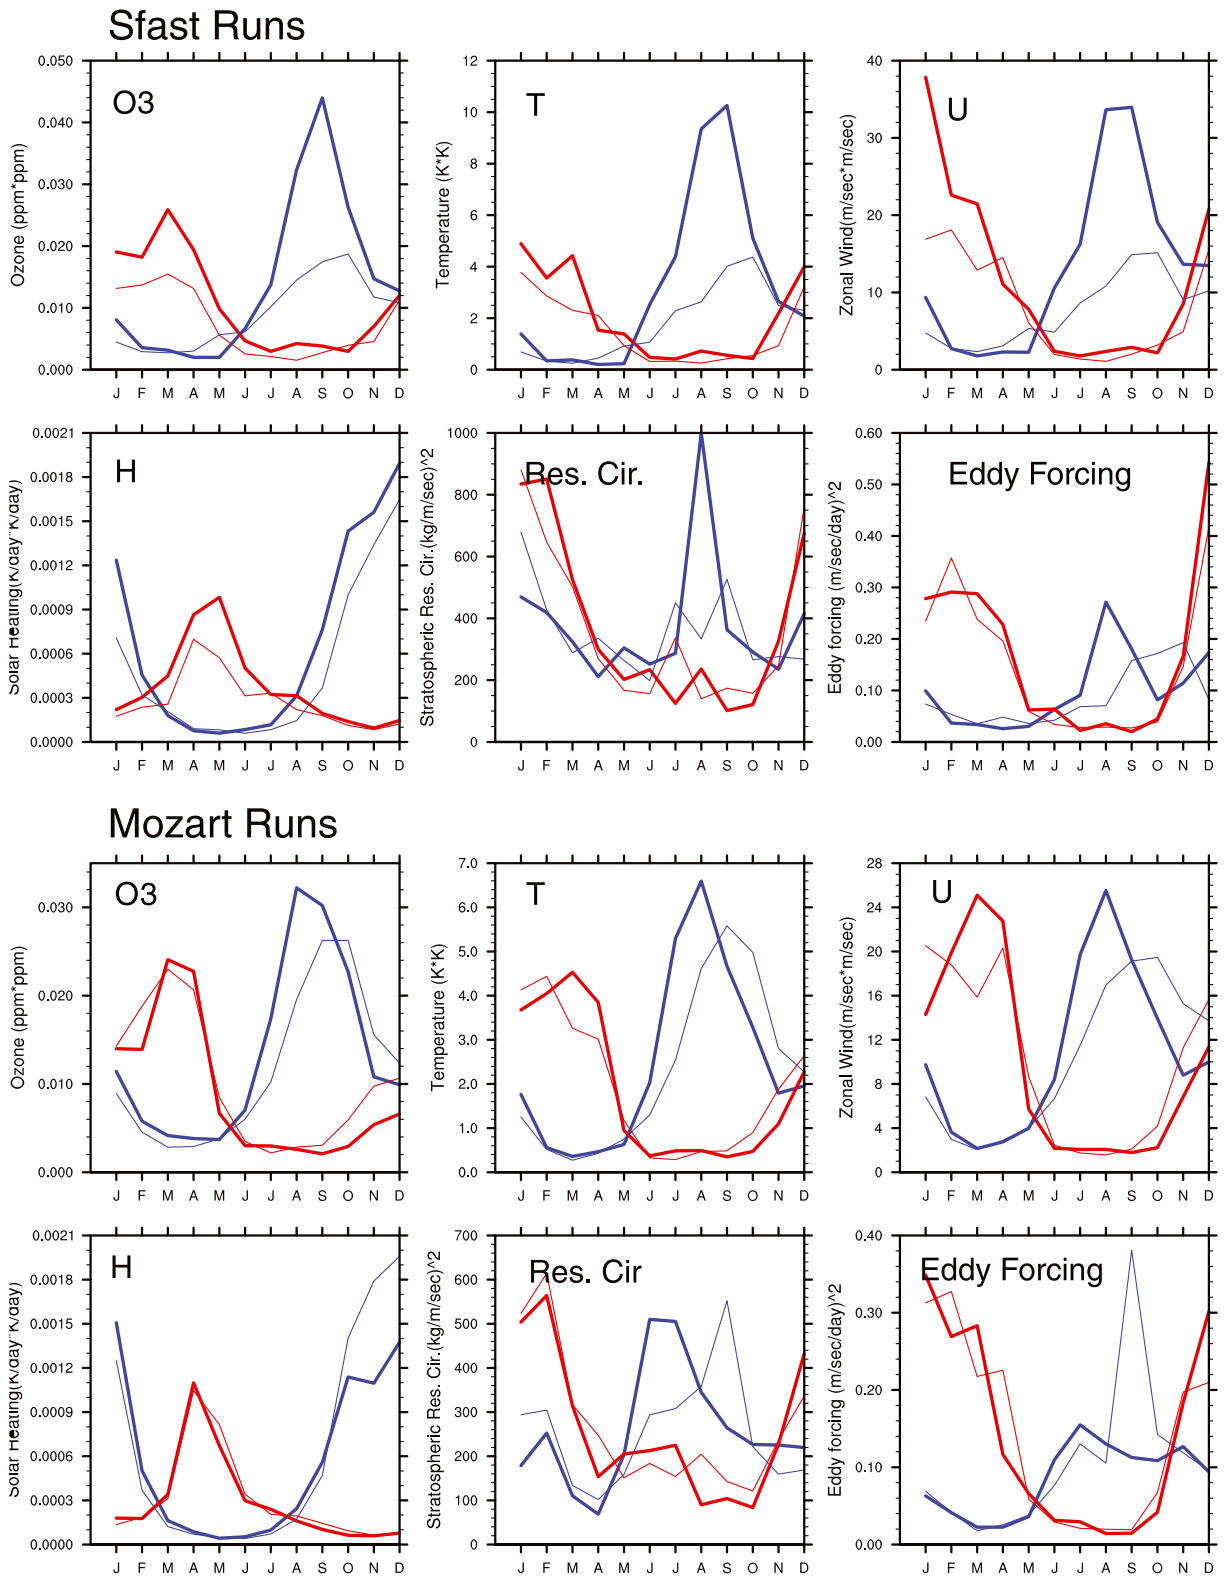 Sfast Runs
O3
Ozone (ppm*ppm)
0.050
0.040
0.030
0.020
0.010
0.000
J F M A M J J A S O N D
T
Temperature (K*K)
12
10
8
6
4
2
0
J F M A M J J A S O N D
U
Zonal Wind(m/sec*m/sec)
40
30
20
10
0
J F M A M J J A S O N D
H
Solar Heating(K/day*K/day)
0.0021
0.0018
0.0015
0.0012
0.0009
0.0006
0.0003
0.0000
J F M A M J J A S O N D
Res. Cir.
Stratospheric Res. Cir.(kg/m/sec)^2
1000
800
600
400
200
0
J F M A M J J A S O N D
Eddy Forcing
Eddy forcing (m/sec/day)^2
0.60
0.50
0.40
0.30
0.20
0.10
0.00
J F M A M J J A S O N D
Mozart Runs
O3
Ozone (ppm*ppm)
0.030
0.020
0.010
0.000
J F M A M J J A S O N D
T
Temperature (K*K)
7.0
6.0
5.0
4.0
3.0
2.0
1.0
0.0
J F M A M J J A S O N D
U
Zonal Wind(m/sec*m/sec)
28
24
20
16
12
8
4
0
J F M A M J J A S O N D
H
Solar Heating(K/day*K/day)
0.0021
0.0018
0.0015
0.0012
0.0009
0.0006
0.0003
0.0000
J F M A M J J A S O N D
Res. Cir
Stratospheric Res. Cir.(kg/m/sec)^2
700
600
500
400
300
200
100
0
J F M A M J J A S O N D
Eddy Forcing
Eddy forcing (m/sec/day)^2
0.40
0.30
0.20
0.10
0.00
J F M A M J J A S O N D